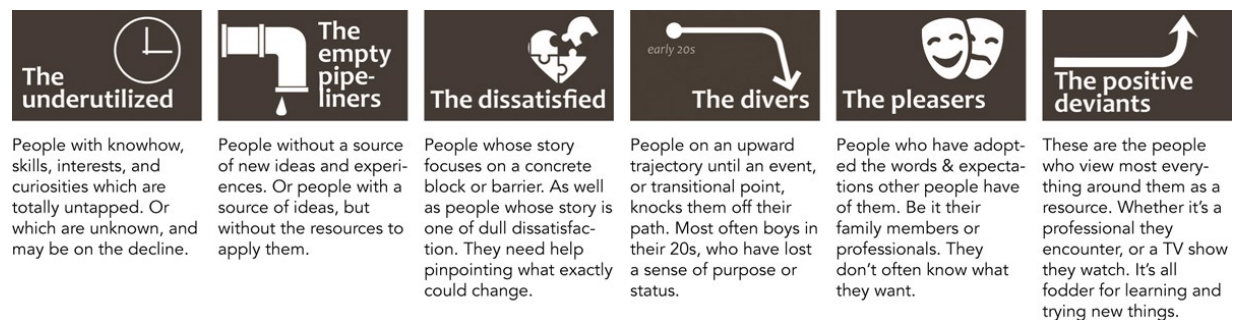 The
underutilized
People with knowhow,
skills, interests, and
curiosities which are
totally untapped. Or
which are unknown, and
may be on the decline.
The
empty
pipe-
liners
People without a source
of new ideas and experi-
ences. Or people with a
source of ideas, but
without the resources to
apply them.
The dissatisfied
People whose story
focuses on a concrete
block or barrier. As well
as people whose story is
one of dull dissatisfac-
tion. They need help
pinpointing what exactly
could change.
early 20s
The divers
People on an upward
trajectory until an event,
or transitional point,
knocks them off their
path. Most often boys in
their 20s, who have lost
a sense of purpose or
status.
The pleasers
People who have adopt-
ed the words & expecta-
tions other people have
of them. Be it their
family members or
professionals. They
don't often know what
they want.
The positive
deviants
These are the people
who view most every-
thing around them as a
resource. Whether it's a
professional they
encounter, or a TV show
they watch. It's all
fodder for learning and
trying new things.